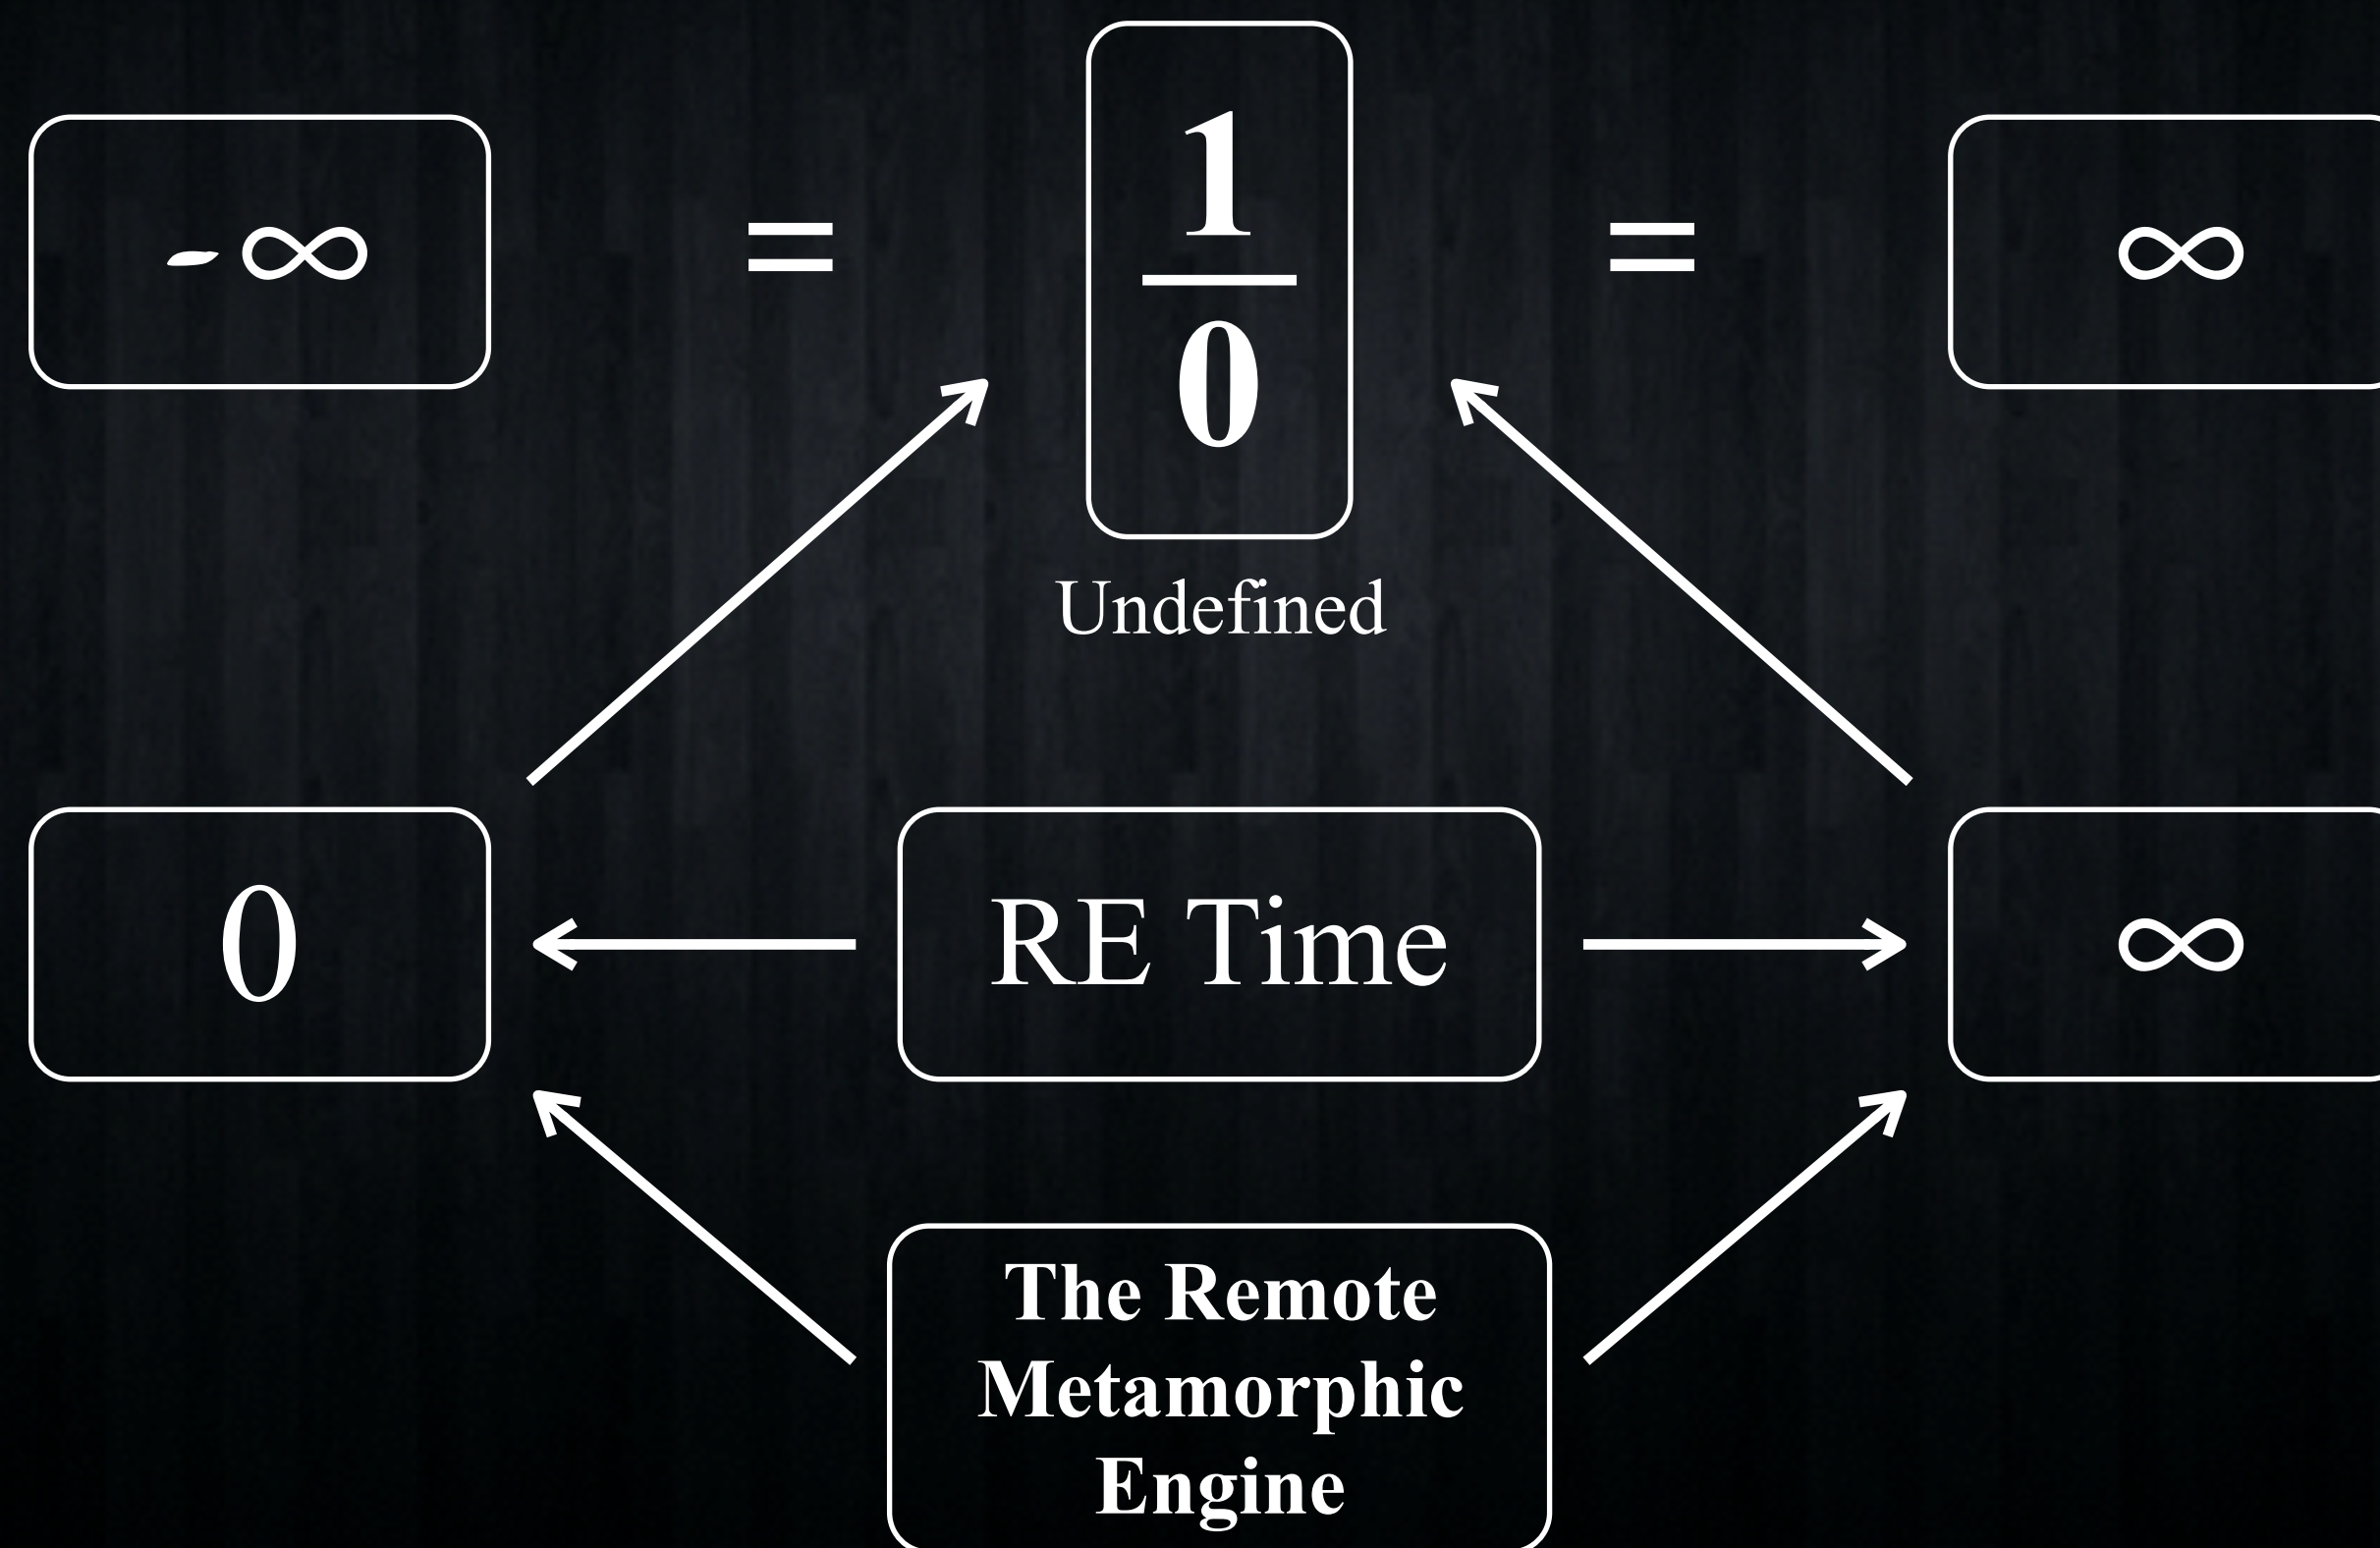 -∞ = 1/0 = ∞
Undefined
0 RE Time ∞
The Remote
Metamorphic
Engine